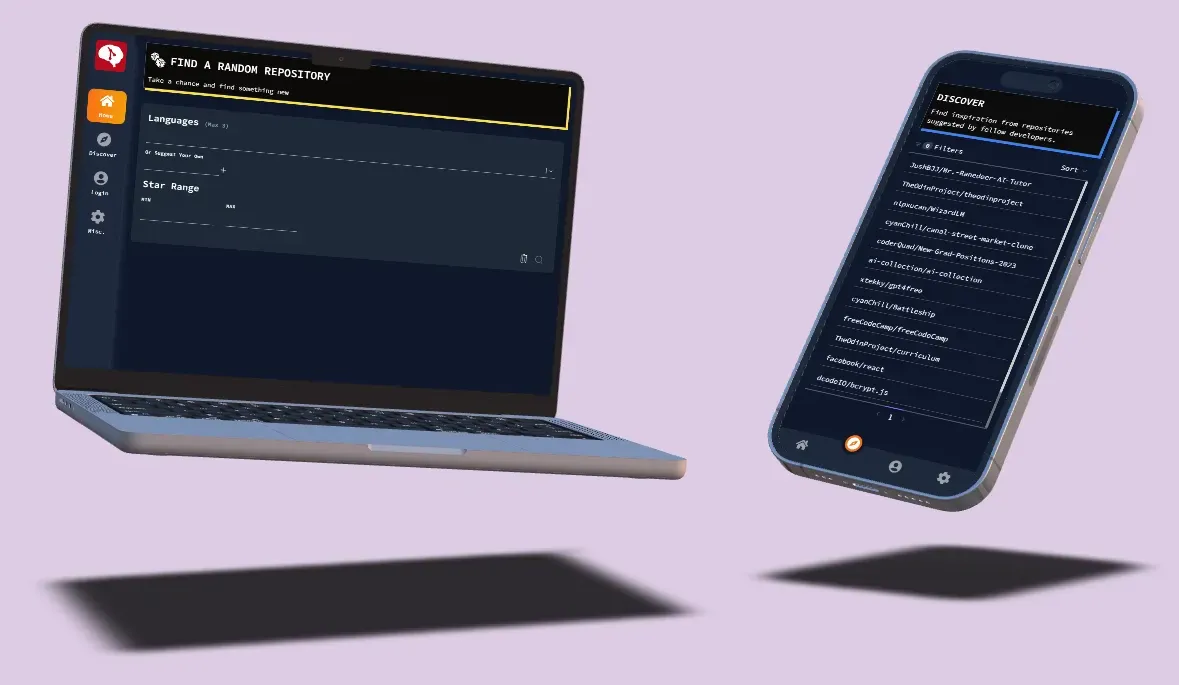 FIND A RANDOM REPOSITORY
Take a chance and find something new
Home
Discover
Login
Misc.
Languages (Max 3)
Or Suggest Your Own
+
Star Range
MIN
MAX
DISCOVER
Find inspiration from repositories
suggested by fellow developers.
0 Filters
Sort
JushBJJ/Mr.-Ranedeer-AI-Tutor
TheOdinProject/theodinproject
nlpxucan/WizardLM
cyanChill/canal-street-market-clone
coderQuad/New-Grad-Positions-2023
ai-collection/ai-collection
xtekky/gpt4free
cyanChill/Battleship
freeCodeCamp/freeCodeCamp
TheOdinProject/curriculum
facebook/react
dcodeIO/bcrypt.js
1